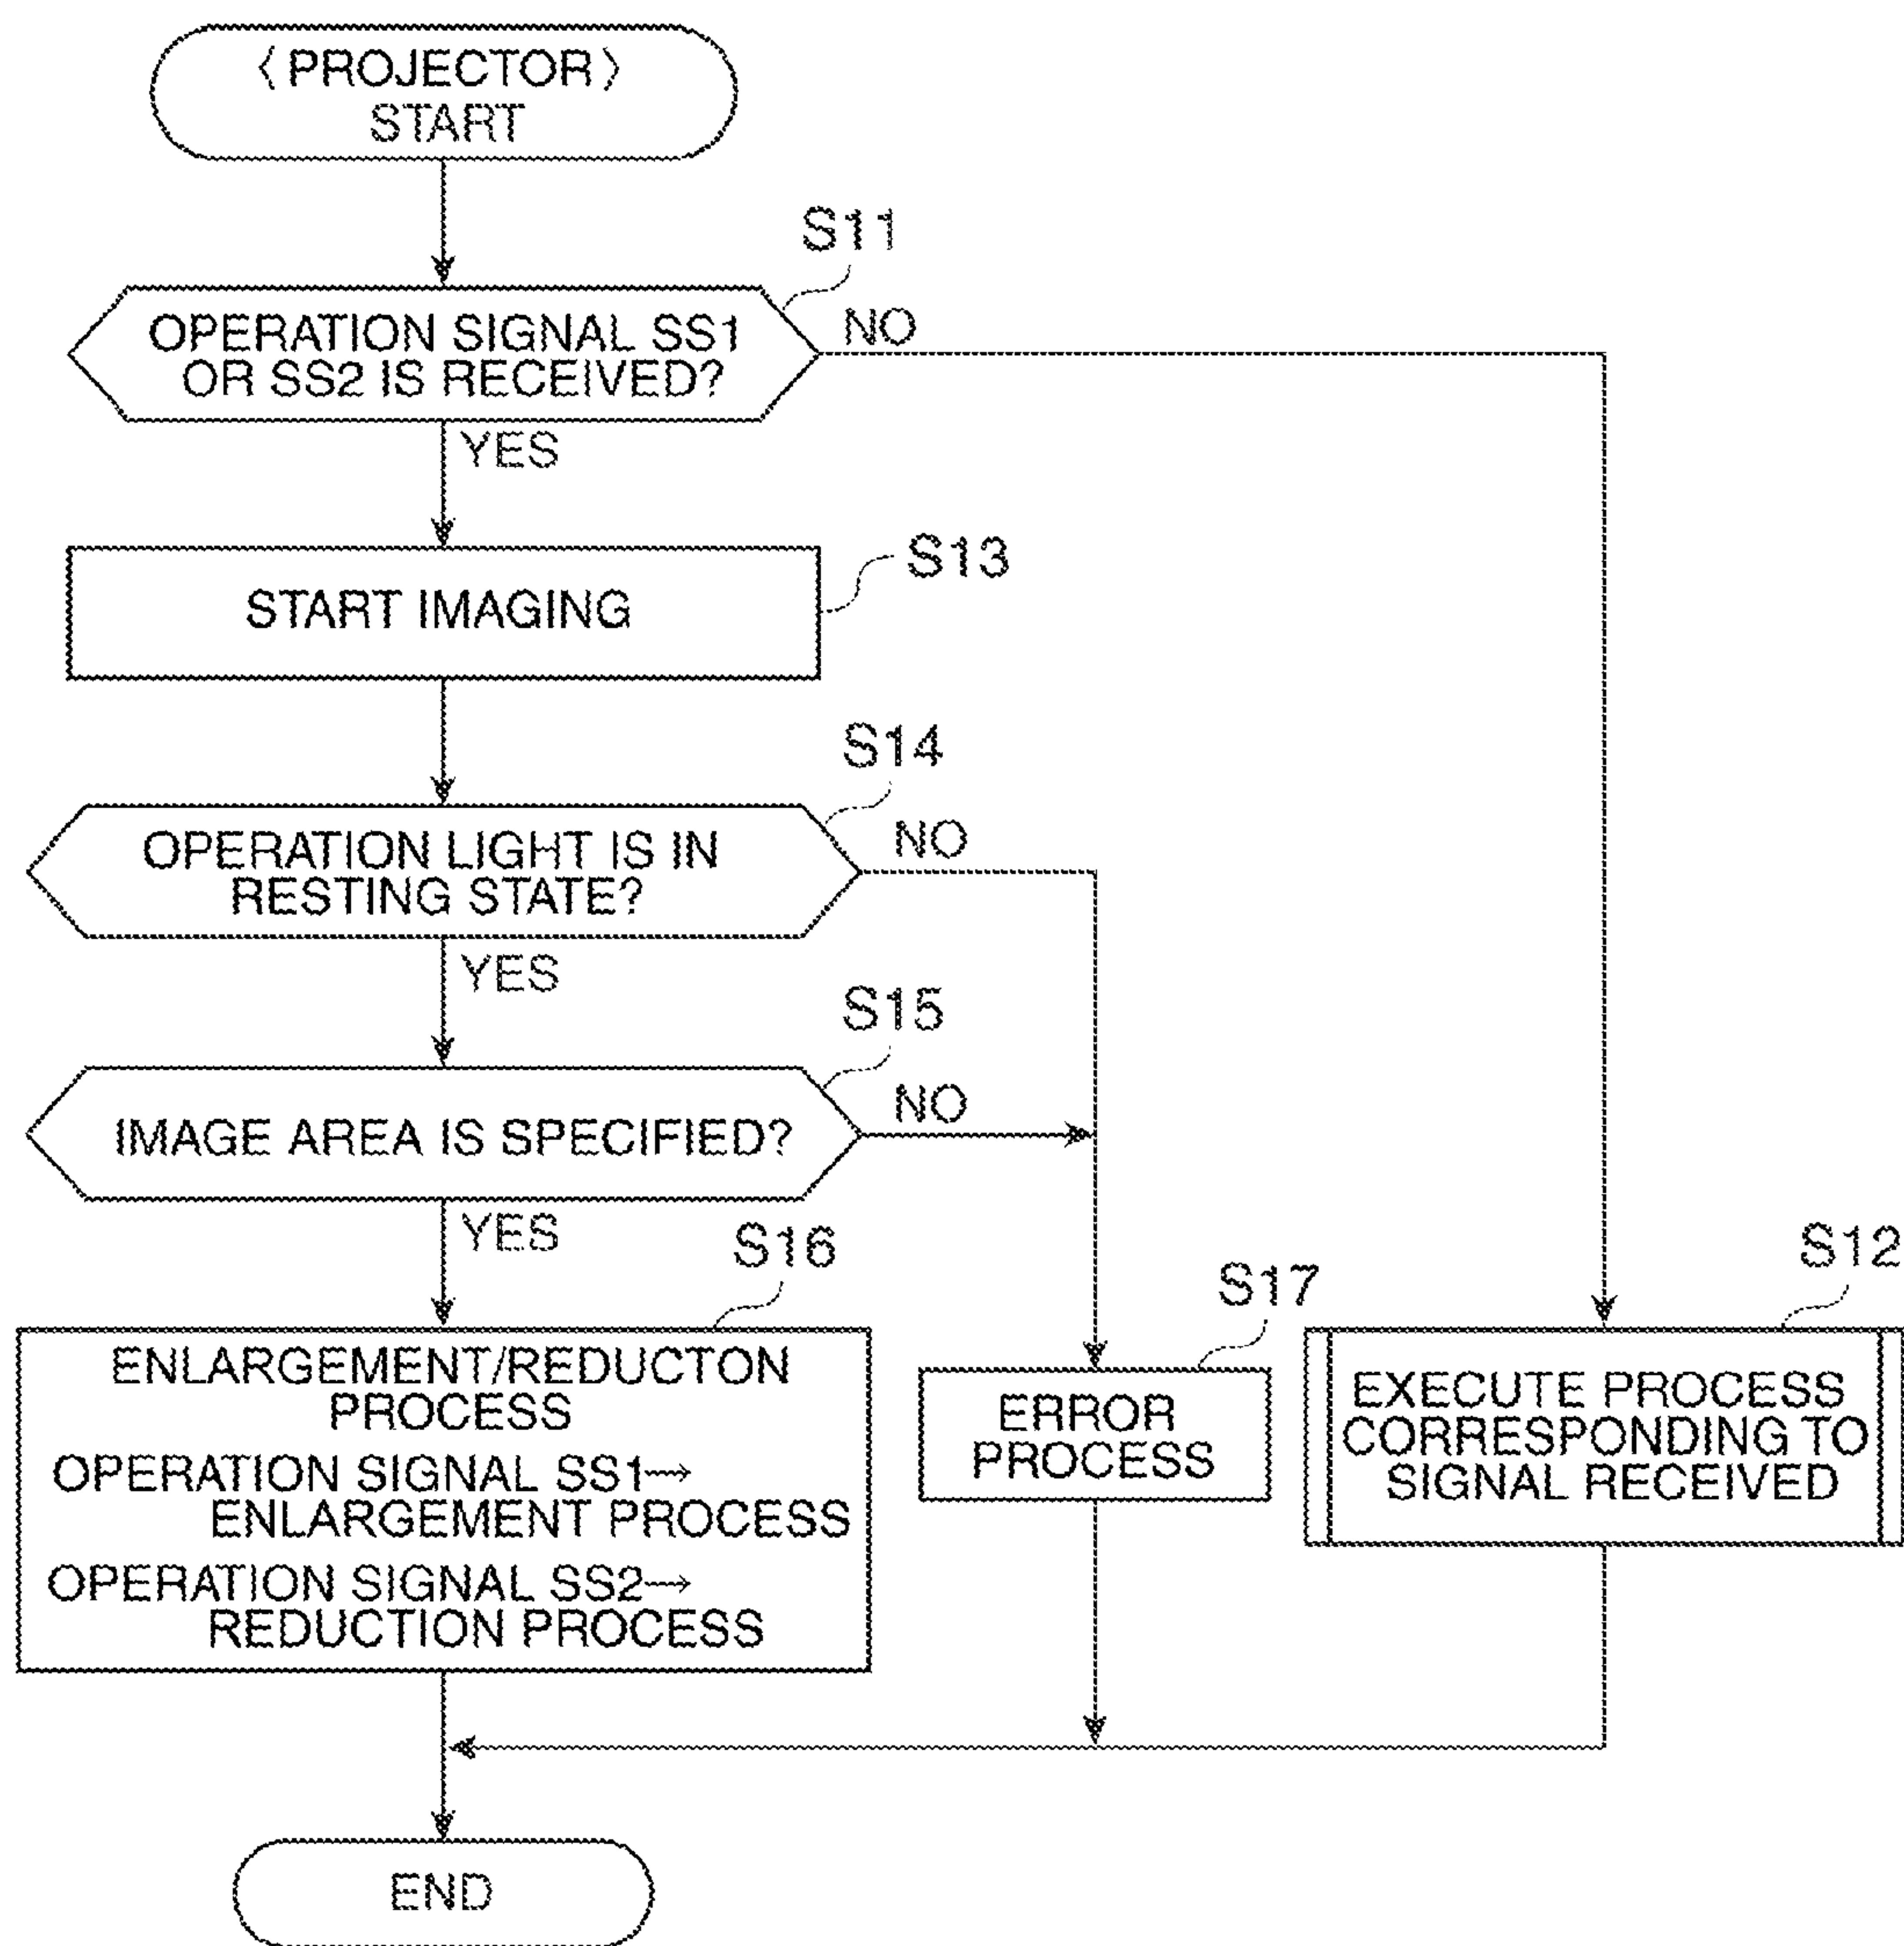 〈PROJECTOR〉
START
S11
OPERATION SIGNAL SS1
OR SS2 IS RECEIVED?
NO
YES
START IMAGING
S13
S14
OPERATION LIGHT IS IN
RESTING STATE?
NO
YES
S15
IMAGE AREA IS SPECIFIED?
NO
YES
S16
ENLARGEMENT/REDUCTON
PROCESS
OPERATION SIGNAL SS1→
ENLARGEMENT PROCESS
OPERATION SIGNAL SS2→
REDUCTION PROCESS
S17
ERROR
PROCESS
S12
EXECUTE PROCESS
CORRESPONDING TO
SIGNAL RECEIVED
END